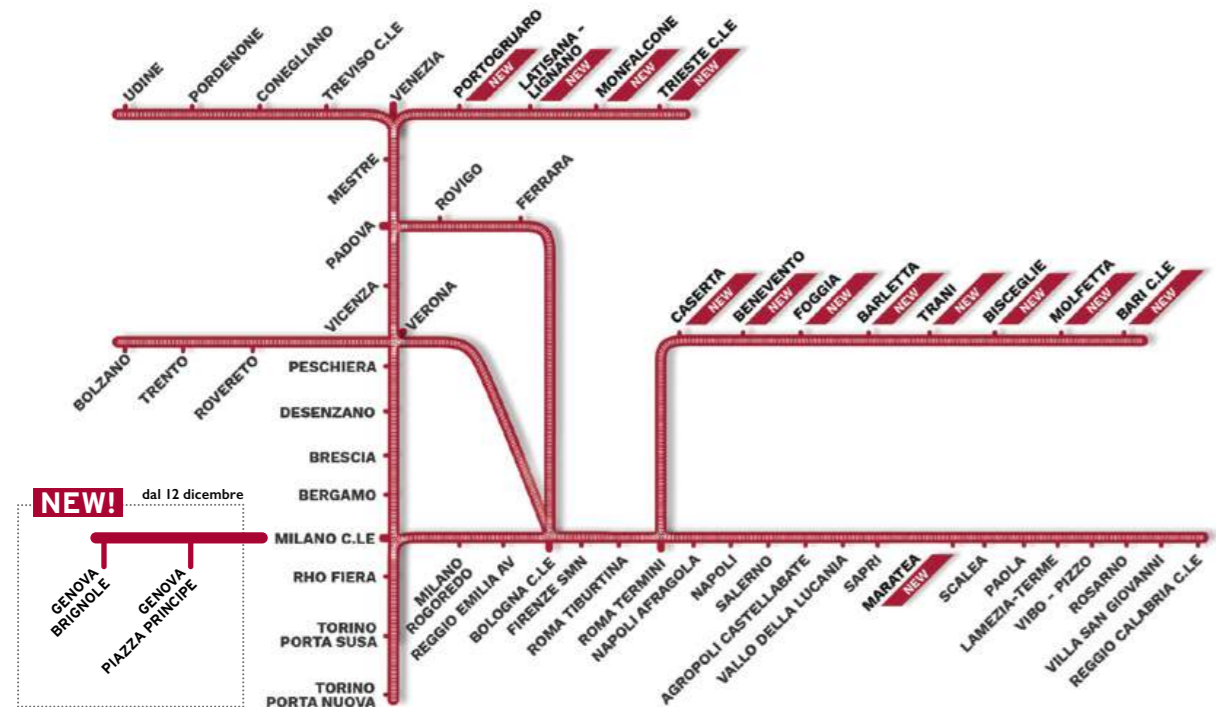 UDINE
PORDENONE
CONEGLIANO
TREVISO C.LE
VENEZIA
PORTOGRUARO
NEW
LATISANA –
LIGNANO
NEW
MONFALCONE
NEW
TRIESTE C.LE
NEW
MESTRE
ROVIGO
FERRARA
PADOVA
VICENZA
VERONA
CASERTA
NEW
BENEVENTO
NEW
FOGGIA
NEW
BARLETTA
NEW
TRANI
NEW
BISCEGLIE
NEW
MOLFETTA
NEW
BARI C.LE
NEW
BOLZANO
TRENTO
ROVERETO
PESCHIERA
DESENZANO
BRESCIA
BERGAMO
NEW!
dal 12 dicembre
GENOVA
BRIGNOLE
GENOVA
PIAZZA PRINCIPE
MILANO C.LE
RHO FIERA
TORINO
PORTA SUSA
TORINO
PORTA NUOVA
MILANO
ROGOREDO
REGGIO EMILIA AV
BOLOGNA C.LE
FIRENZE SMN
ROMA TIBURTINA
ROMA TERMINI
NAPOLI AFRAGOLA
NAPOLI
SALERNO
AGROPOLI CASTELLABATE
VALLO DELLA LUCANIA
SAPRI
MARATEA
NEW
SCALEA
PAOLA
LAMEZIA-TERME
VIBO – PIZZO
ROSARNO
VILLA SAN GIOVANNI
REGGIO CALABRIA C.LE